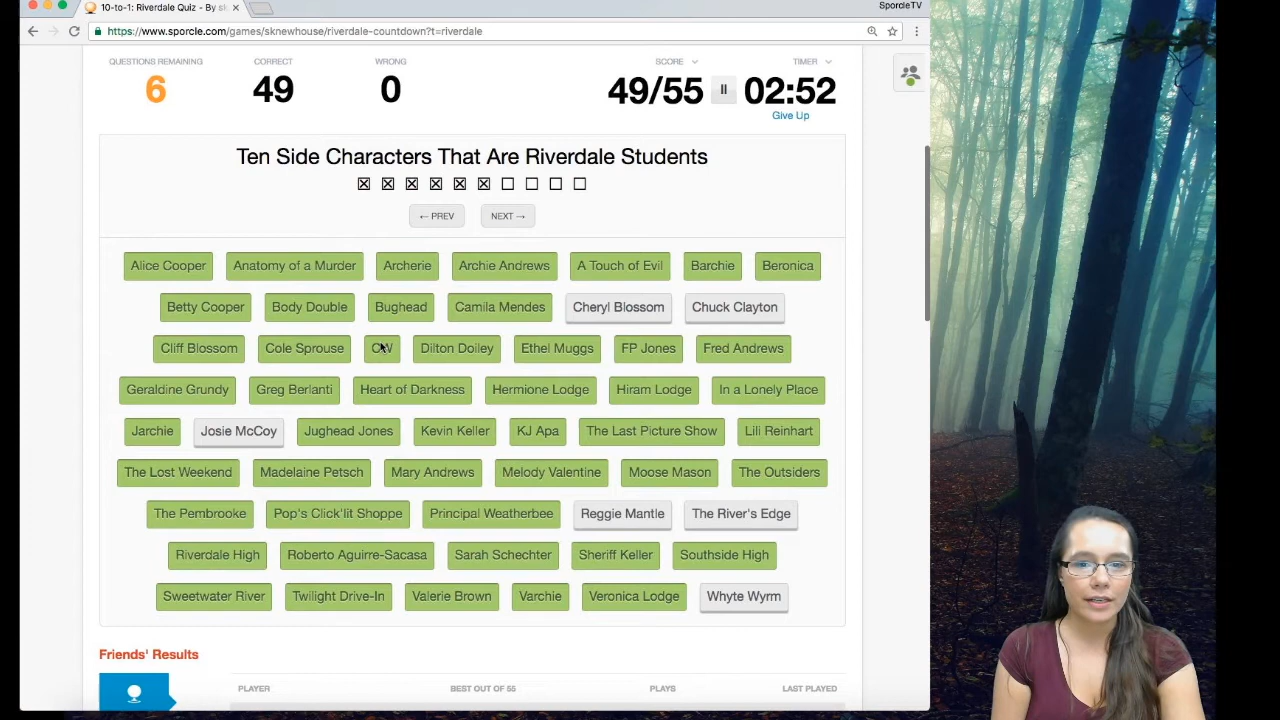 10-to-1: Riverdale Quiz - By st
SporcleTV
https://www.sporcle.com/games/sknewhouse/riverdale-countdown?t=riverdale
QUESTIONS REMAINING CORRECT WRONG SCORE TIMER
6 49 0 49/55 02:52
Give Up
Ten Side Characters That Are Riverdale Students
← PREV NEXT →
Alice Cooper Anatomy of a Murder Archerie Archie Andrews A Touch of Evil Barchie Beronica
Betty Cooper Body Double Bughead Camila Mendes Cheryl Blossom Chuck Clayton
Cliff Blossom Cole Sprouse Dilton Doiley Ethel Muggs FP Jones Fred Andrews
Geraldine Grundy Greg Berlanti Heart of Darkness Hermione Lodge Hiram Lodge In a Lonely Place
Jarchie Josie McCoy Jughead Jones Kevin Keller KJ Apa The Last Picture Show Lili Reinhart
The Lost Weekend Madelaine Petsch Mary Andrews Melody Valentine Moose Mason The Outsiders
The Pembrooke Pop's Click'lit Shoppe Principal Weatherbee Reggie Mantle The River's Edge
Riverdale High Roberto Aguirre-Sacasa Sarah Schechter Sheriff Keller Southside High
Sweetwater River Twilight Drive-In Valerie Brown Varchie Veronica Lodge Whyte Wyrm
Friends' Results
PLAYER BEST OUT OF 55 PLAYS LAST PLAYED